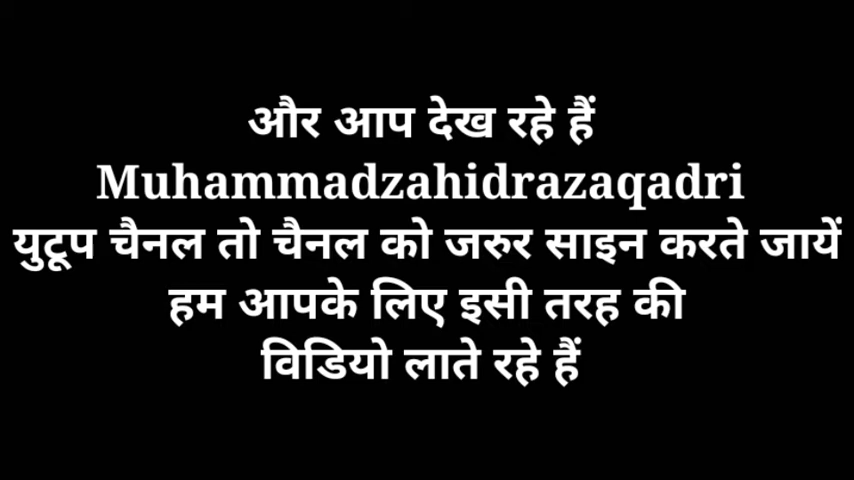 और आप देख रहे हैं
Muhammadzahidrazaqadri
युटूप चैनल तो चैनल को जरुर साइन करते जायें
हम आपके लिए इसी तरह की
विडियो लाते रहे हैं